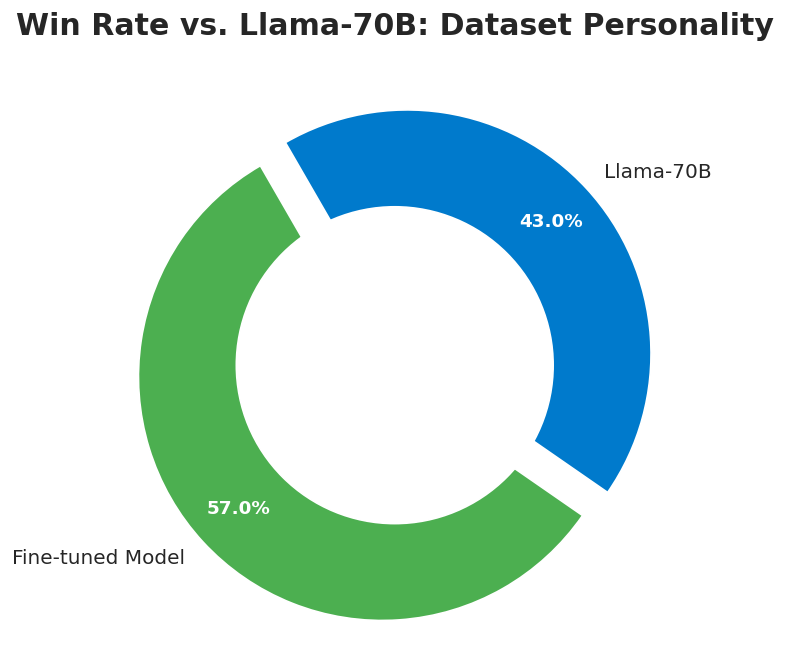 Win Rate vs. Llama-70B: Dataset Personality
Llama-70B
43.0%
57.0%
Fine-tuned Model